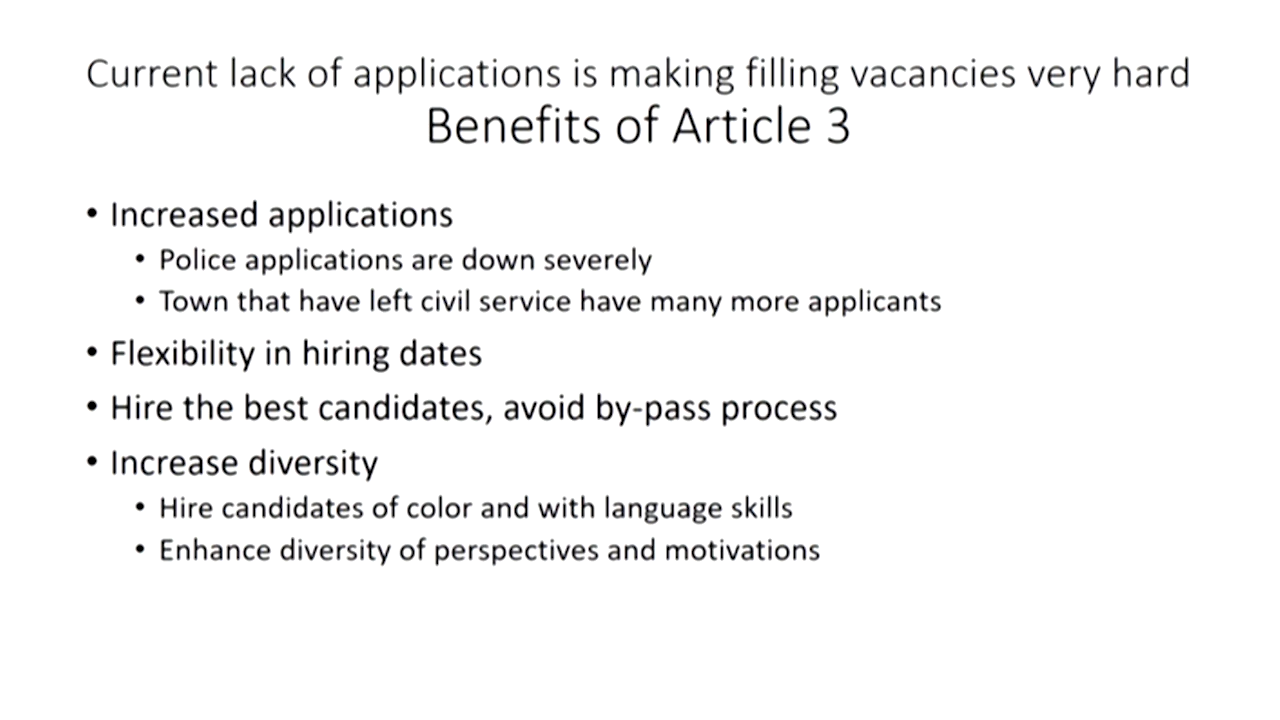 Current lack of applications is making filling vacancies very hard
Benefits of Article 3
• Increased applications
• Police applications are down severely
• Town that have left civil service have many more applicants
• Flexibility in hiring dates
• Hire the best candidates, avoid by-pass process
• Increase diversity
• Hire candidates of color and with language skills
• Enhance diversity of perspectives and motivations